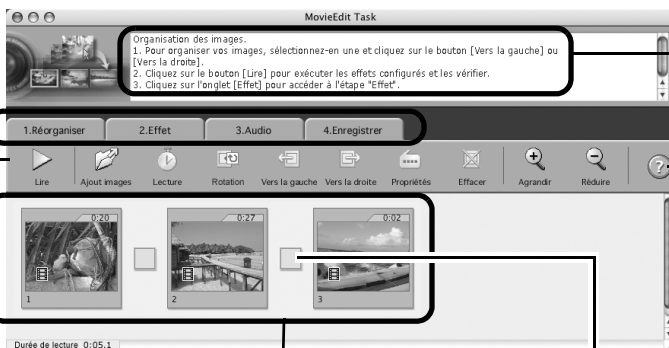 MovieEdit Task
Organisation des images.
1. Pour organiser vos images, sélectionnez-en une et cliquez sur le bouton [Vers la gauche] ou
[Vers la droite].
2. Cliquez sur le bouton [Lire] pour exécuter les effets configurés et les vérifier.
3. Cliquez sur l'onglet [Effet] pour accéder à l'étape "Effet".
1.Réorganiser 2.Effet 3.Audio 4.Enregistrer
Lire Ajout images Lecture Rotation Vers la gauche Vers la droite Propriétés Effacer Agrandir Réduire ?
0:20 0:27 0:02
1 2 3
Durée de lecture 0:05.1